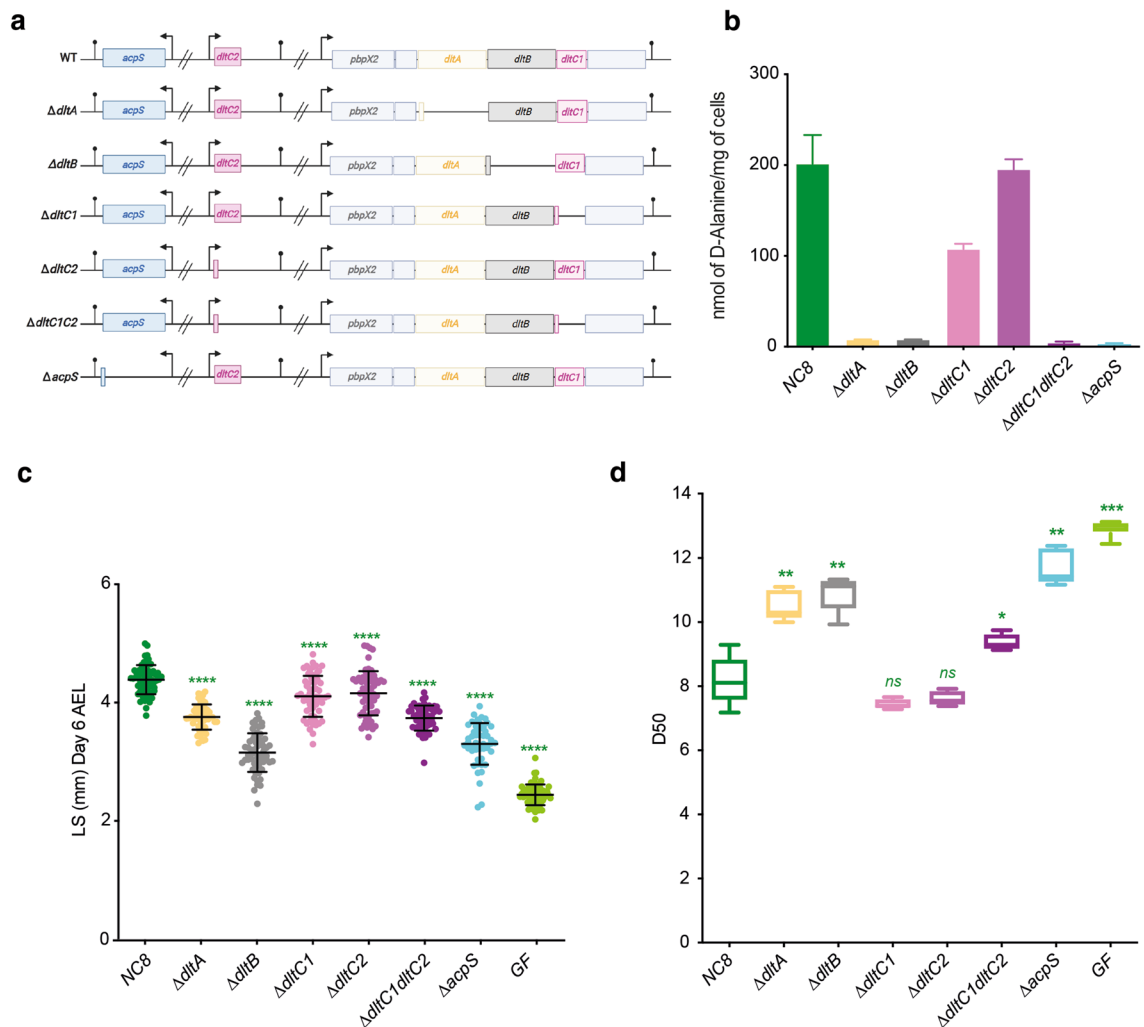 a
WT acpS dltC2 pbpX2 dltA dltB dltC1
ΔdltA acpS dltC2 pbpX2 dltB dltC1
ΔdltB acpS dltC2 pbpX2 dltA dltC1
ΔdltC1 acpS dltC2 pbpX2 dltA dltB
ΔdltC2 acpS pbpX2 dltA dltB dltC1
ΔdltC1C2 acpS pbpX2 dltA dltB
ΔacpS dltC2 pbpX2 dltA dltB dltC1
b
nmol of D-Alanine/mg of cells
300
200
100
0
NC8 ΔdltA ΔdltB ΔdltC1 ΔdltC2 ΔdltC1dltC2 ΔacpS
c
LS (mm) Day 6 AEL
6
4
2
0
**** **** **** **** **** **** ****
NC8 ΔdltA ΔdltB ΔdltC1 ΔdltC2 ΔdltC1dltC2 ΔacpS GF
d
D50
14
12
10
8
6
4
2
0
** ** ns ns * ** ***
NC8 ΔdltA ΔdltB ΔdltC1 ΔdltC2 ΔdltC1dltC2 ΔacpS GF